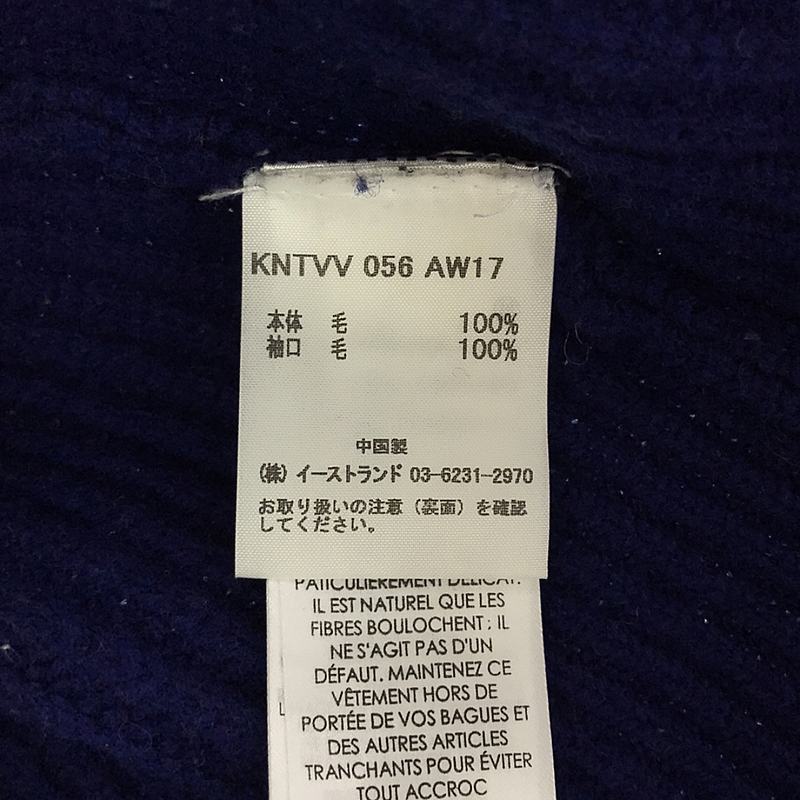 KNTVV 056 AW17
本体 毛 100%
袖口 毛 100%
中国製
(株) イーストランド 03-6231-2970
お取り扱いの注意（裏面）を確認
してください。
PATICULIÈREMENT DÉLICAT.
IL EST NATUREL QUE LES
FIBRES BOULOCHENT ; IL
NE S'AGIT PAS D'UN
DÉFAUT. MAINTENEZ CE
VÊTEMENT HORS DE
PORTÉE DE VOS BAGUES ET
DES AUTRES ARTICLES
TRANCHANTS POUR ÉVITER
TOUT ACCROC